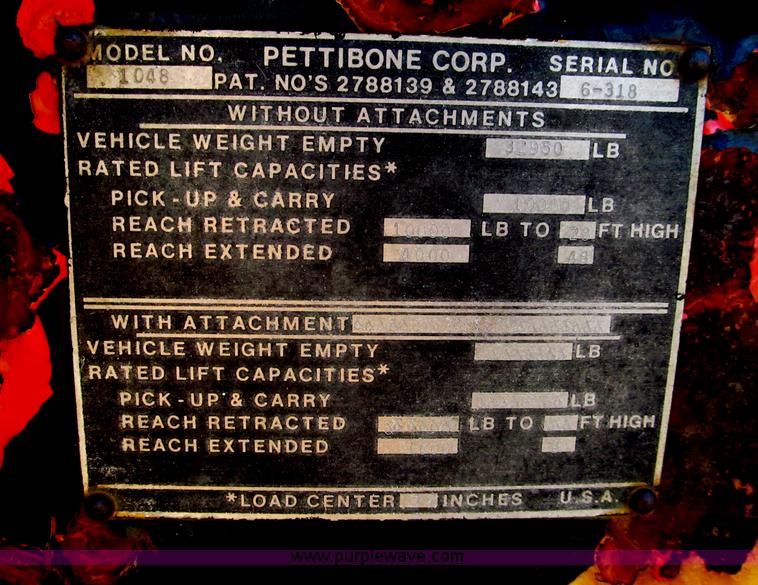 MODEL NO. PETTIBONE CORP. SERIAL NO.
1048 PAT. NO'S 2788139 & 2788143 6-318
WITHOUT ATTACHMENTS
VEHICLE WEIGHT EMPTY 32950 LB
RATED LIFT CAPACITIES*
PICK-UP & CARRY 10000 LB
REACH RETRACTED 10000 LB TO FT HIGH
REACH EXTENDED 4000 48
WITH ATTACHMENT
VEHICLE WEIGHT EMPTY LB
RATED LIFT CAPACITIES*
PICK-UP & CARRY LB
REACH RETRACTED LB TO FT HIGH
REACH EXTENDED
*LOAD CENTER INCHES U.S.A.
www.purplewave.com